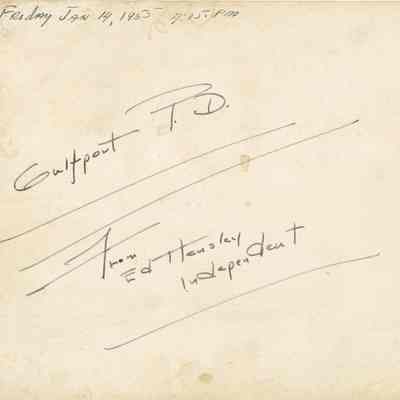 Friday JAN 14, 1955 7:15 PM
Gulfport P. D.
From
Ed Hensley
Independent